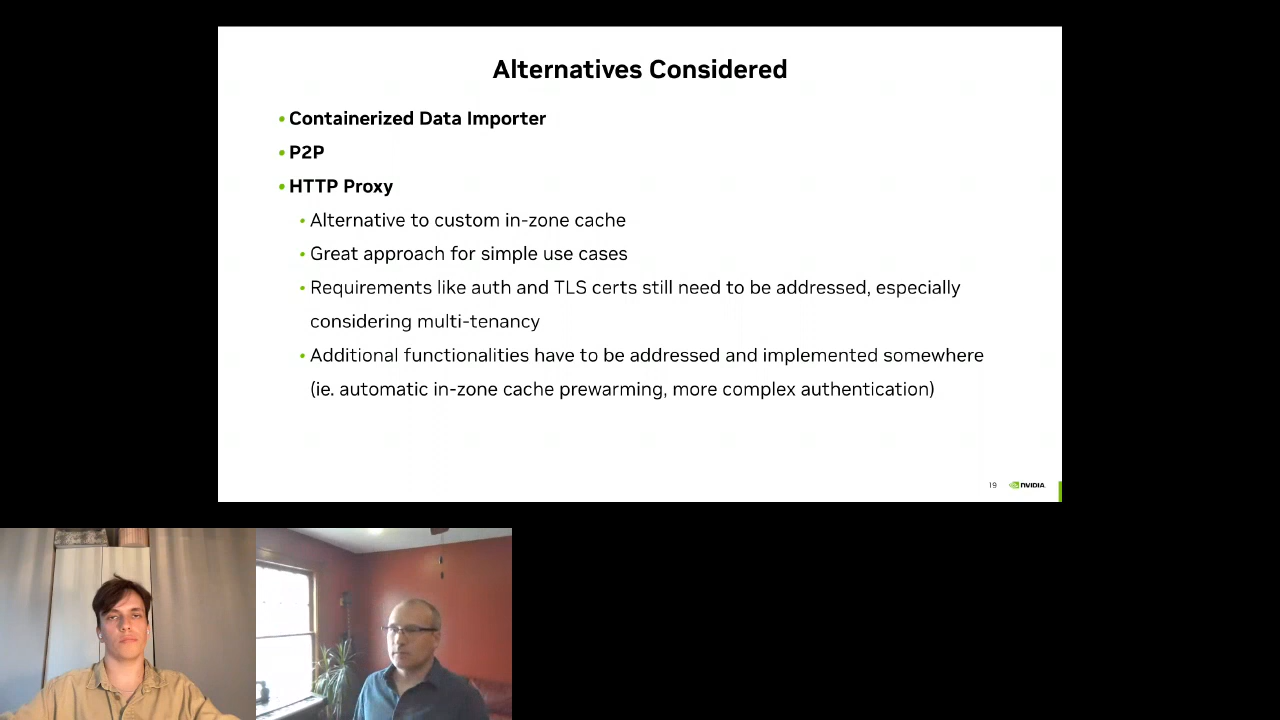 Alternatives Considered
• Containerized Data Importer
• P2P
• HTTP Proxy
• Alternative to custom in-zone cache
• Great approach for simple use cases
• Requirements like auth and TLS certs still need to be addressed, especially
considering multi-tenancy
• Additional functionalities have to be addressed and implemented somewhere
(ie. automatic in-zone cache prewarming, more complex authentication)
19 NVIDIA